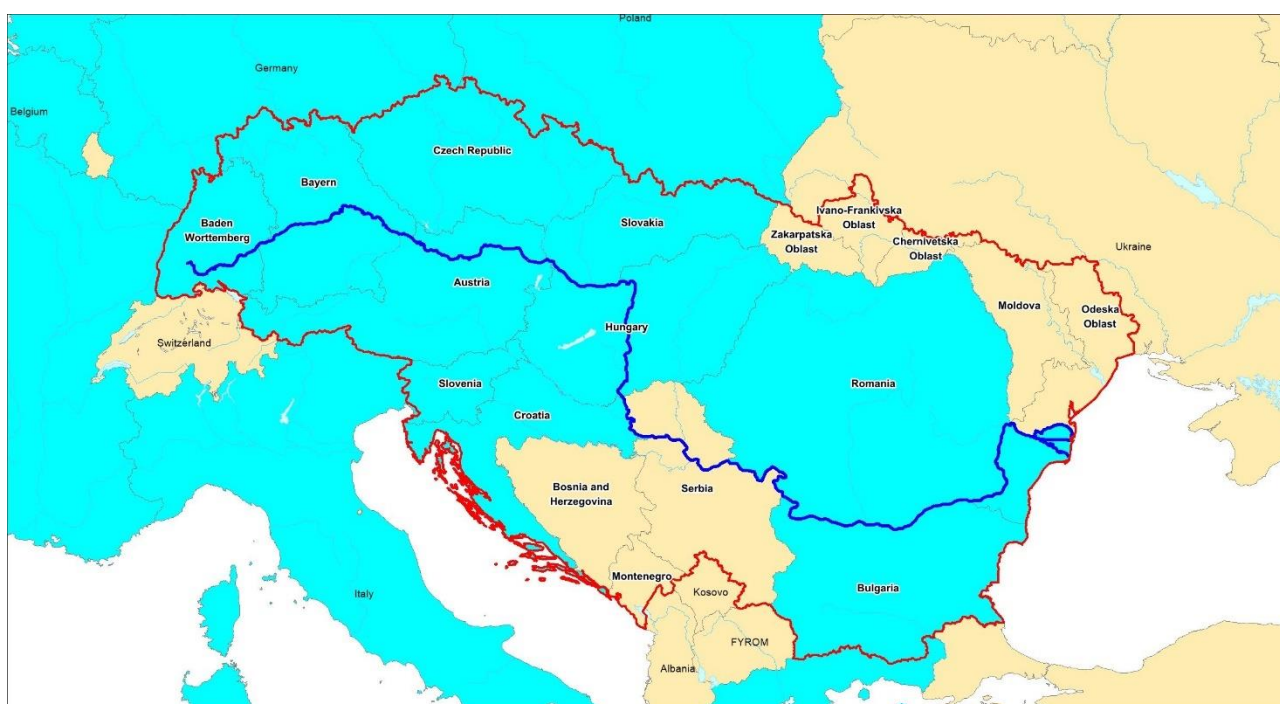 Poland
Germany
Belgium
Czech Republic
Bayern
Baden
Worttemberg
Slovakia
Ivano-Frankivska
Oblast
Zakarpatska
Oblast
Chernivetska
Oblast
Ukraine
Austria
Moldova
Odeska
Oblast
Hungary
Switzerland
Slovenia
Romania
Croatia
Bosnia and
Herzegovina
Serbia
Montenegro
Kosovo
Bulgaria
Italy
FYROM
Albania